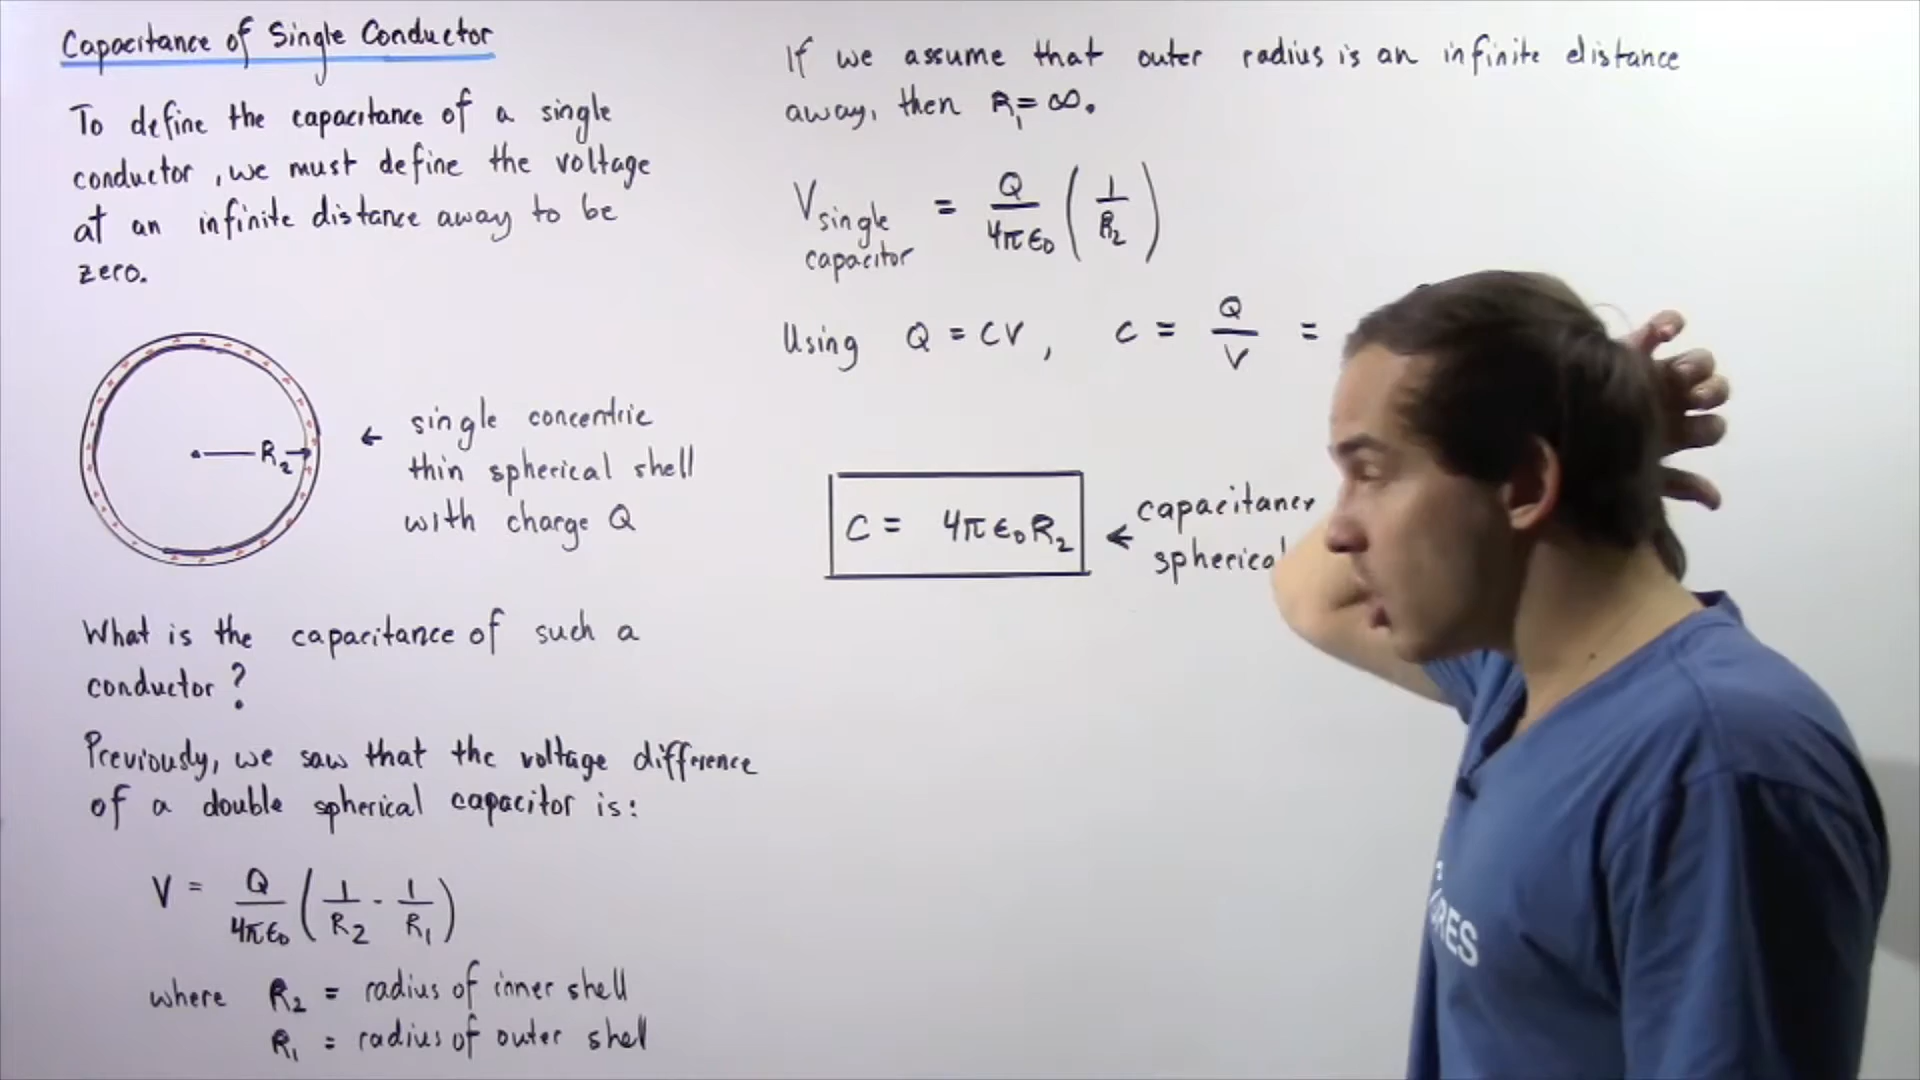 Capacitance of Single Conductor
To define the capacitance of a single
conductor, we must define the voltage
at an infinite distance away to be
zero.
R₂
← single concentric
thin spherical shell
with charge Q
What is the capacitance of such a
conductor?
Previously, we saw that the voltage difference
of a double spherical capacitor is:
V = Q/4πε₀ (1/R₂ - 1/R₁)
where R₂ = radius of inner shell
R₁ = radius of outer shell
If we assume that outer radius is an infinite distance
away, then R₁ = ∞.
V single capacitor = Q/4πε₀ (1/R₂)
Using Q = CV, C = Q/V =
C = 4πε₀R₂
←